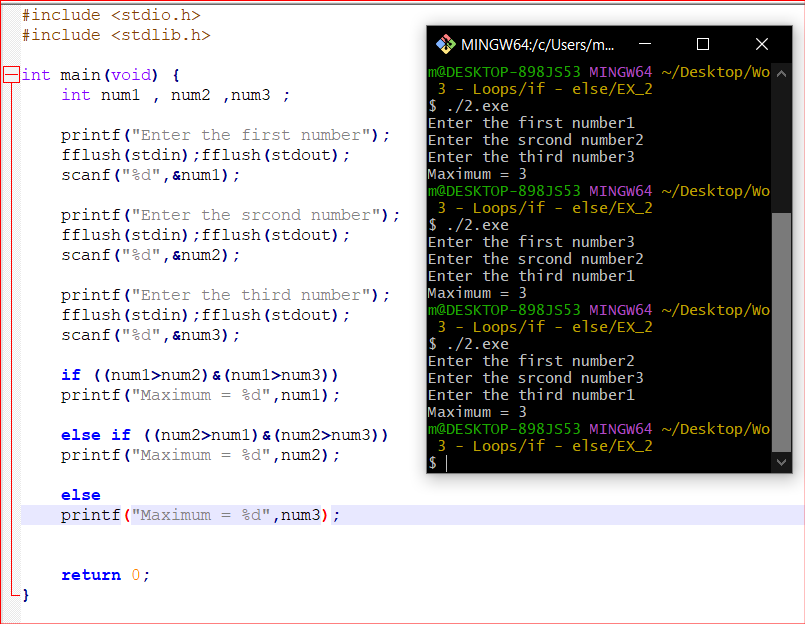 #include <stdio.h>
#include <stdlib.h>
int main(void) {
int num1 , num2 ,num3 ;
printf("Enter the first number");
fflush(stdin);fflush(stdout);
scanf("%d",&num1);
printf("Enter the srcond number");
fflush(stdin);fflush(stdout);
scanf("%d",&num2);
printf("Enter the third number");
fflush(stdin);fflush(stdout);
scanf("%d",&num3);
if ((num1>num2)&(num1>num3))
printf("Maximum = %d",num1);
else if ((num2>num1)&(num2>num3))
printf("Maximum = %d",num2);
else
printf("Maximum = %d",num3);
return 0;
}
MINGW64:/c/Users/m...
m@DESKTOP-898JS53 MINGW64 ~/Desktop/Wo
3 - Loops/if - else/EX_2
$ ./2.exe
Enter the first number1
Enter the srcond number2
Enter the third number3
Maximum = 3
m@DESKTOP-898JS53 MINGW64 ~/Desktop/Wo
3 - Loops/if - else/EX_2
$ ./2.exe
Enter the first number3
Enter the srcond number2
Enter the third number1
Maximum = 3
m@DESKTOP-898JS53 MINGW64 ~/Desktop/Wo
3 - Loops/if - else/EX_2
$ ./2.exe
Enter the first number2
Enter the srcond number3
Enter the third number1
Maximum = 3
m@DESKTOP-898JS53 MINGW64 ~/Desktop/Wo
3 - Loops/if - else/EX_2
$